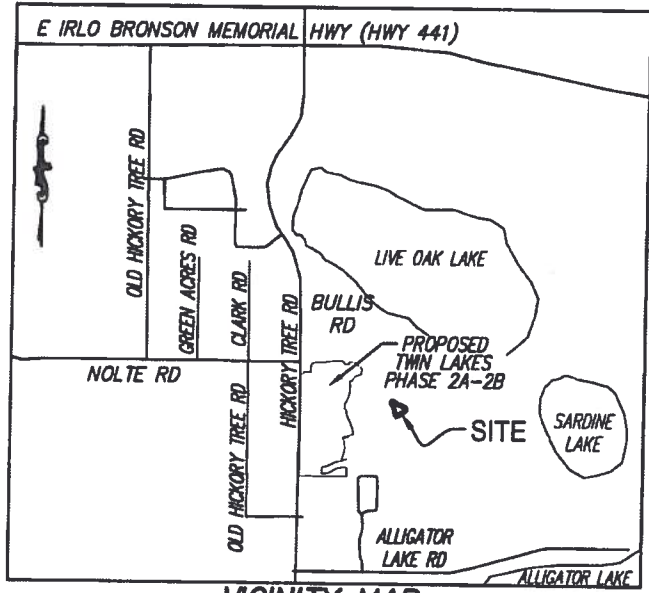 E IRLO BRONSON MEMORIAL HWY (HWY 441)
OLD HICKORY TREE RD
GREEN ACRES RD
CLARK RD
HICKORY TREE RD
LIVE OAK LAKE
BULLIS
RD
PROPOSED
TWIN LAKES
PHASE 2A-2B
NOLTE RD
SITE
SARDINE
LAKE
OLD HICKORY TREE RD
ALLIGATOR
LAKE RD
ALLIGATOR LAKE
VICINITY MAP